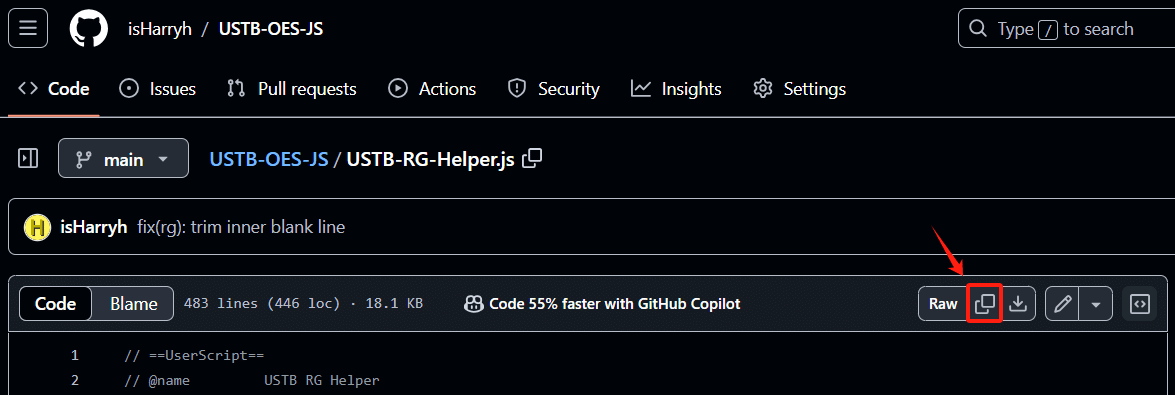 isHarryh / USTB-OES-JS
Type / to search
Code Issues Pull requests Actions Security Insights Settings
main
USTB-OES-JS / USTB-RG-Helper.js
H isHarryh fix(rg): trim inner blank line
Code Blame 483 lines (446 loc) · 18.1 KB Code 55% faster with GitHub Copilot Raw
1 // ==UserScript==
2 // @name USTB RG Helper